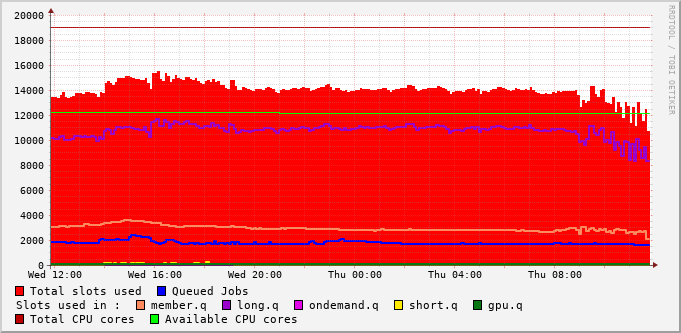 20000
18000
16000
14000
12000
10000
8000
6000
4000
2000
0
Wed 12:00 Wed 16:00 Wed 20:00 Thu 00:00 Thu 04:00 Thu 08:00
Total slots used Queued Jobs
Slots used in : member.q long.q ondemand.q short.q gpu.q
Total CPU cores Available CPU cores
RRDTOOL / TOBI OETIKER